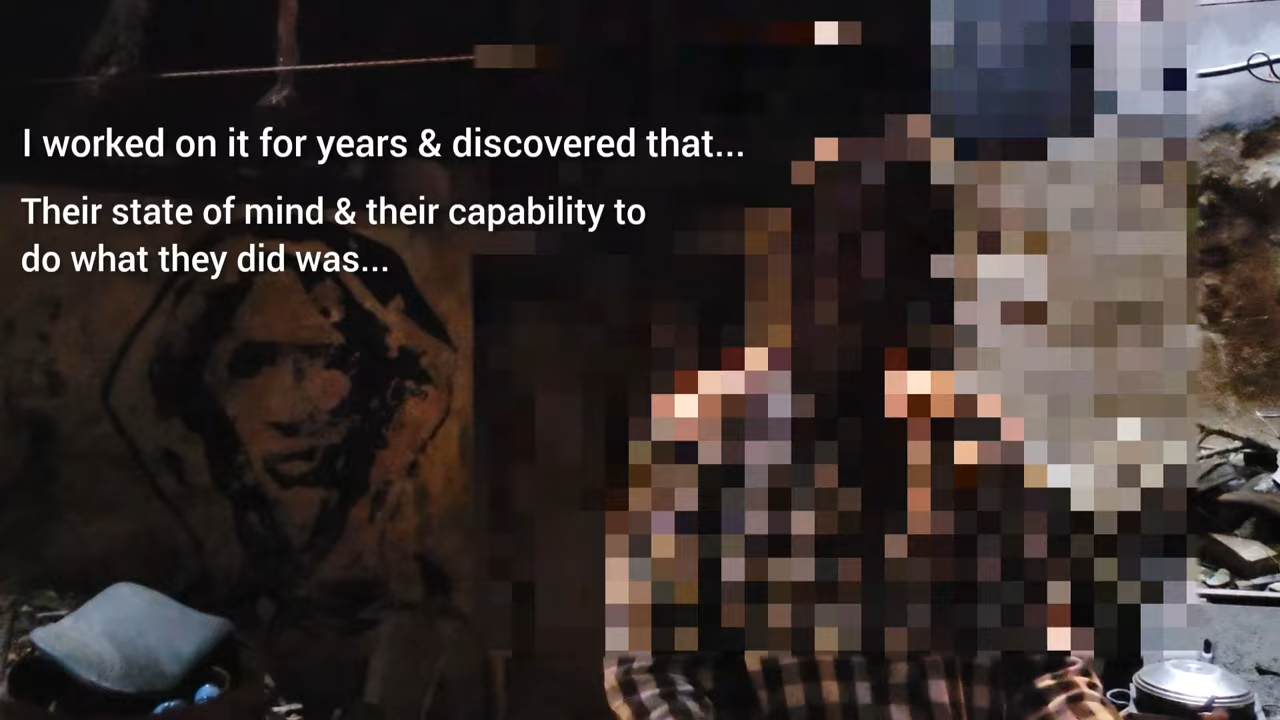 I worked on it for years & discovered that...
Their state of mind & their capability to
do what they did was...